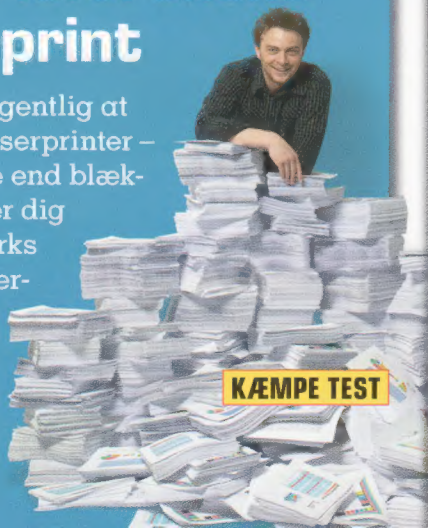 print
gentlig at
serprinter –
e end blæk-
er dig
rks
er-
KÆMPE TEST